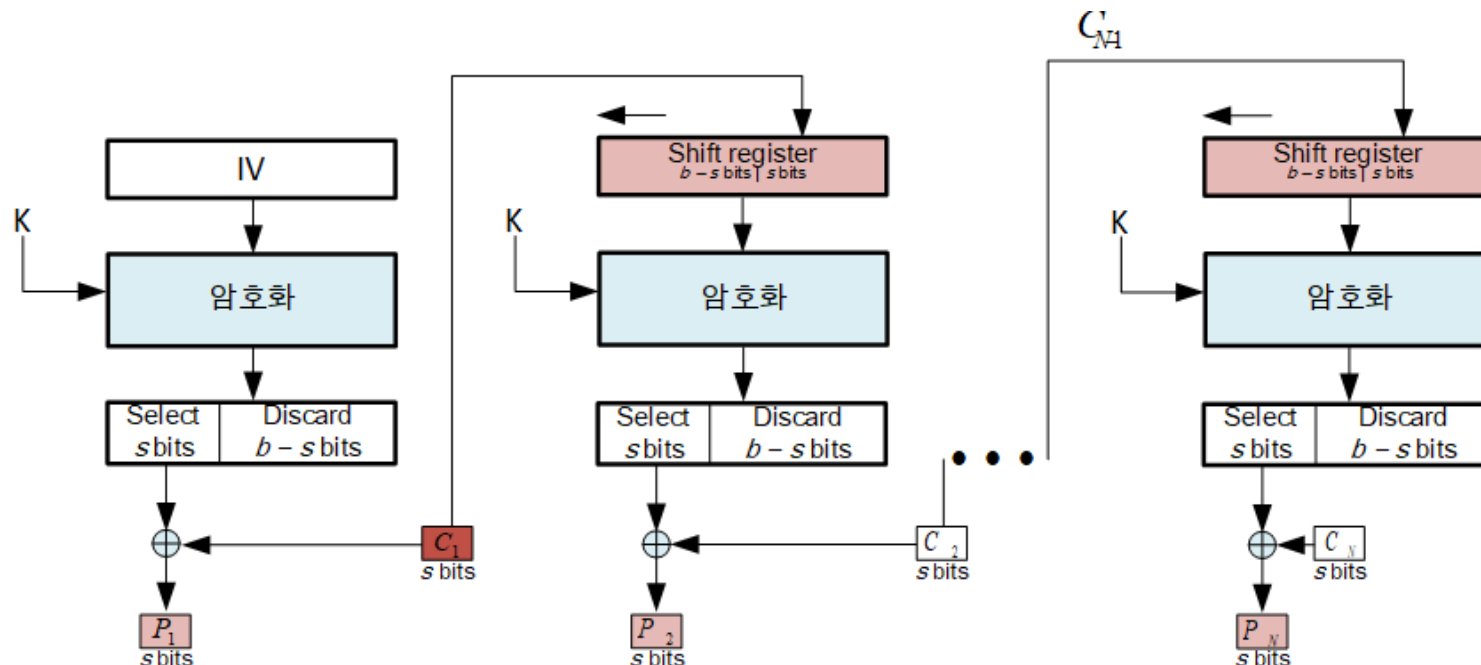 C_{N-1}
IV
Shift register
b – s bits | s bits
Shift register
b – s bits | s bits
K
K
K
암호화
암호화
암호화
Select
s bits
Discard
b – s bits
Select
s bits
Discard
b – s bits
Select
s bits
Discard
b – s bits
• • •
C_1
s bits
C_2
s bits
C_N
s bits
P_1
s bits
P_2
s bits
P_N
s bits